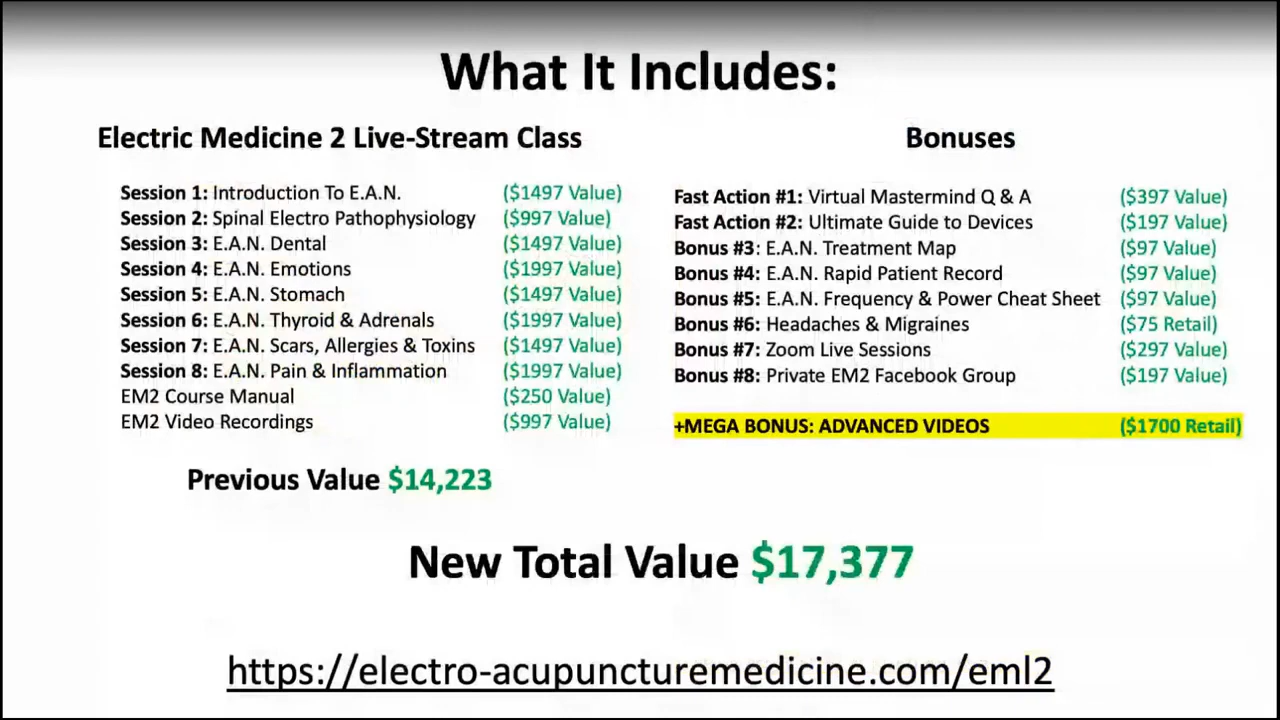 What It Includes:
Electric Medicine 2 Live-Stream Class
Session 1: Introduction To E.A.N. ($1497 Value)
Session 2: Spinal Electro Pathophysiology ($997 Value)
Session 3: E.A.N. Dental ($1497 Value)
Session 4: E.A.N. Emotions ($1997 Value)
Session 5: E.A.N. Stomach ($1497 Value)
Session 6: E.A.N. Thyroid & Adrenals ($1997 Value)
Session 7: E.A.N. Scars, Allergies & Toxins ($1497 Value)
Session 8: E.A.N. Pain & Inflammation ($1997 Value)
EM2 Course Manual ($250 Value)
EM2 Video Recordings ($997 Value)
Previous Value $14,223
Bonuses
Fast Action #1: Virtual Mastermind Q & A ($397 Value)
Fast Action #2: Ultimate Guide to Devices ($197 Value)
Bonus #3: E.A.N. Treatment Map ($97 Value)
Bonus #4: E.A.N. Rapid Patient Record ($97 Value)
Bonus #5: E.A.N. Frequency & Power Cheat Sheet ($97 Value)
Bonus #6: Headaches & Migraines ($75 Retail)
Bonus #7: Zoom Live Sessions ($297 Value)
Bonus #8: Private EM2 Facebook Group ($197 Value)
+MEGA BONUS: ADVANCED VIDEOS ($1700 Retail)
New Total Value $17,377
https://electro-acupuncturemedicine.com/eml2